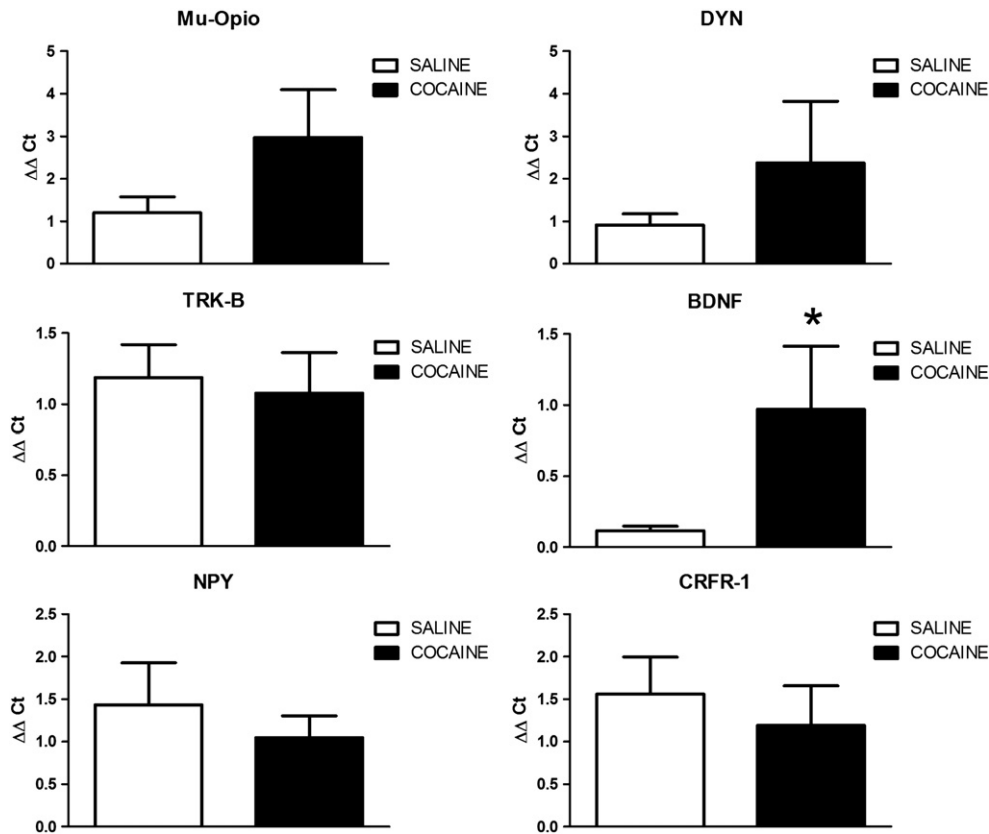 Mu-Opio
5
4
3
2
1
0
ΔΔ Ct
SALINE
COCAINE
DYN
5
4
3
2
1
0
ΔΔ Ct
SALINE
COCAINE
TRK-B
1.5
1.0
0.5
0.0
ΔΔ Ct
SALINE
COCAINE
BDNF
*
1.5
1.0
0.5
0.0
ΔΔ Ct
SALINE
COCAINE
NPY
2.5
2.0
1.5
1.0
0.5
0.0
ΔΔ Ct
SALINE
COCAINE
CRFR-1
2.5
2.0
1.5
1.0
0.5
0.0
ΔΔ Ct
SALINE
COCAINE